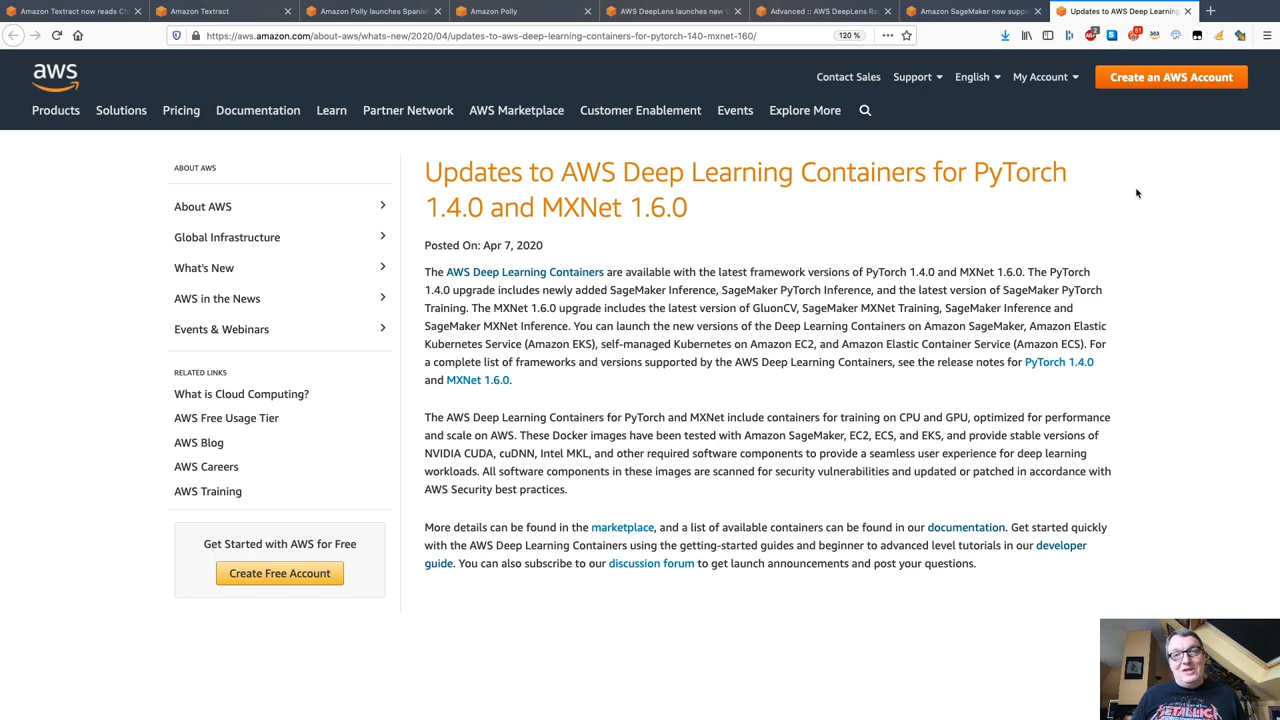 Amazon Textract now reads Ch
Amazon Textract
Amazon Polly launches Spanish
Amazon Polly
AWS DeepLens launches new
Advanced :: AWS DeepLens Re
Amazon SageMaker now supp
Updates to AWS Deep Learning
https://aws.amazon.com/about-aws/whats-new/2020/04/updates-to-aws-deep-learning-containers-for-pytorch-140-mxnet-160/
120 %
aws
Contact Sales
Support
English
My Account
Create an AWS Account
Products
Solutions
Pricing
Documentation
Learn
Partner Network
AWS Marketplace
Customer Enablement
Events
Explore More
ABOUT AWS
About AWS
Global Infrastructure
What's New
AWS in the News
Events & Webinars
RELATED LINKS
What is Cloud Computing?
AWS Free Usage Tier
AWS Blog
AWS Careers
AWS Training
Get Started with AWS for Free
Create Free Account
Updates to AWS Deep Learning Containers for PyTorch
1.4.0 and MXNet 1.6.0
Posted On: Apr 7, 2020
The AWS Deep Learning Containers are available with the latest framework versions of PyTorch 1.4.0 and MXNet 1.6.0. The PyTorch
1.4.0 upgrade includes newly added SageMaker Inference, SageMaker PyTorch Inference, and the latest version of SageMaker PyTorch
Training. The MXNet 1.6.0 upgrade includes the latest version of GluonCV, SageMaker MXNet Training, SageMaker Inference and
SageMaker MXNet Inference. You can launch the new versions of the Deep Learning Containers on Amazon SageMaker, Amazon Elastic
Kubernetes Service (Amazon EKS), self-managed Kubernetes on Amazon EC2, and Amazon Elastic Container Service (Amazon ECS). For
a complete list of frameworks and versions supported by the AWS Deep Learning Containers, see the release notes for PyTorch 1.4.0
and MXNet 1.6.0.
The AWS Deep Learning Containers for PyTorch and MXNet include containers for training on CPU and GPU, optimized for performance
and scale on AWS. These Docker images have been tested with Amazon SageMaker, EC2, ECS, and EKS, and provide stable versions of
NVIDIA CUDA, cuDNN, Intel MKL, and other required software components to provide a seamless user experience for deep learning
workloads. All software components in these images are scanned for security vulnerabilities and updated or patched in accordance with
AWS Security best practices.
More details can be found in the marketplace, and a list of available containers can be found in our documentation. Get started quickly
with the AWS Deep Learning Containers using the getting-started guides and beginner to advanced level tutorials in our developer
guide. You can also subscribe to our discussion forum to get launch announcements and post your questions.
METALLICA